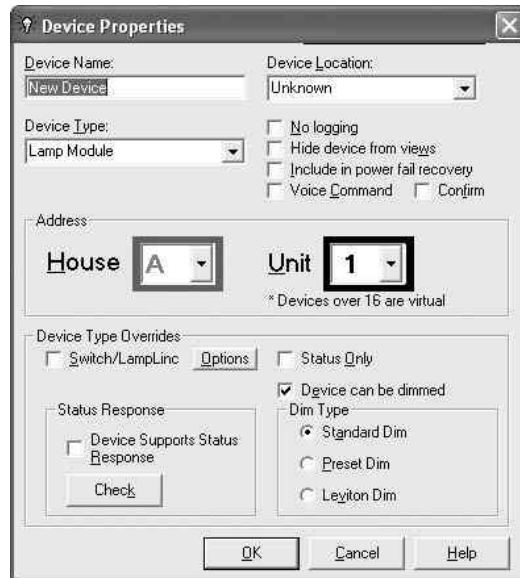 Device Properties
Device Name:
New Device
Device Location:
Unknown
Device Type:
Lamp Module
No logging
Hide device from views
Include in power fail recovery
Voice Command
Confirm
Address
House
A
Unit
1
* Devices over 16 are virtual
Device Type Overrides
Switch/LampLinc
Options
Status Only
Device can be dimmed
Status Response
Device Supports Status
Response
Check
Dim Type
Standard Dim
Preset Dim
Leviton Dim
OK
Cancel
Help